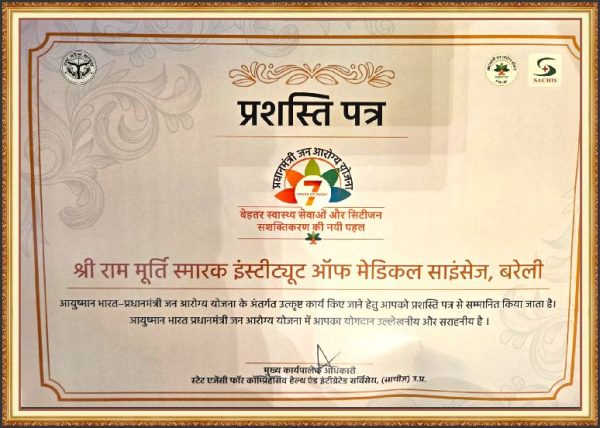 SACHIS
प्रशस्ति पत्र
प्रधानमंत्री जन आरोग्य योजना
7
बेहतर स्वास्थ्य सेवाओं और सिटीजन
सशक्तिकरण की नयी पहल
श्री राम मूर्ति स्मारक इंस्टीट्यूट ऑफ मेडिकल साइंसेज, बरेली
आयुष्मान भारत–प्रधानमंत्री जन आरोग्य योजना के अंतर्गत उत्कृष्ट कार्य किए जाने हेतु आपको प्रशस्ति पत्र से सम्मानित किया जाता है।
आयुष्मान भारत प्रधानमंत्री जन आरोग्य योजना में आपका योगदान उल्लेखनीय और सराहनीय है ।
मुख्य कार्यपालक अधिकारी
स्टेट एजेंसी फॉर कॉम्प्रिहेंसिव हेल्थ एंड इंटीग्रेटेड सर्विसेस, (साचीज़) उ.प्र.